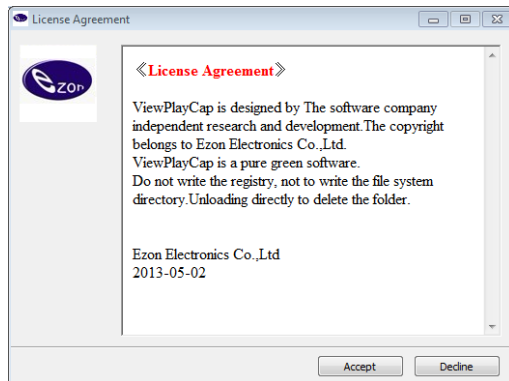 License Agreement
ezon
《License Agreement》
ViewPlayCap is designed by The software company
independent research and development.The copyright
belongs to Ezon Electronics Co.,Ltd.
ViewPlayCap is a pure green software.
Do not write the registry, not to write the file system
directory.Unloading directly to delete the folder.
Ezon Electronics Co.,Ltd
2013-05-02
Accept
Decline